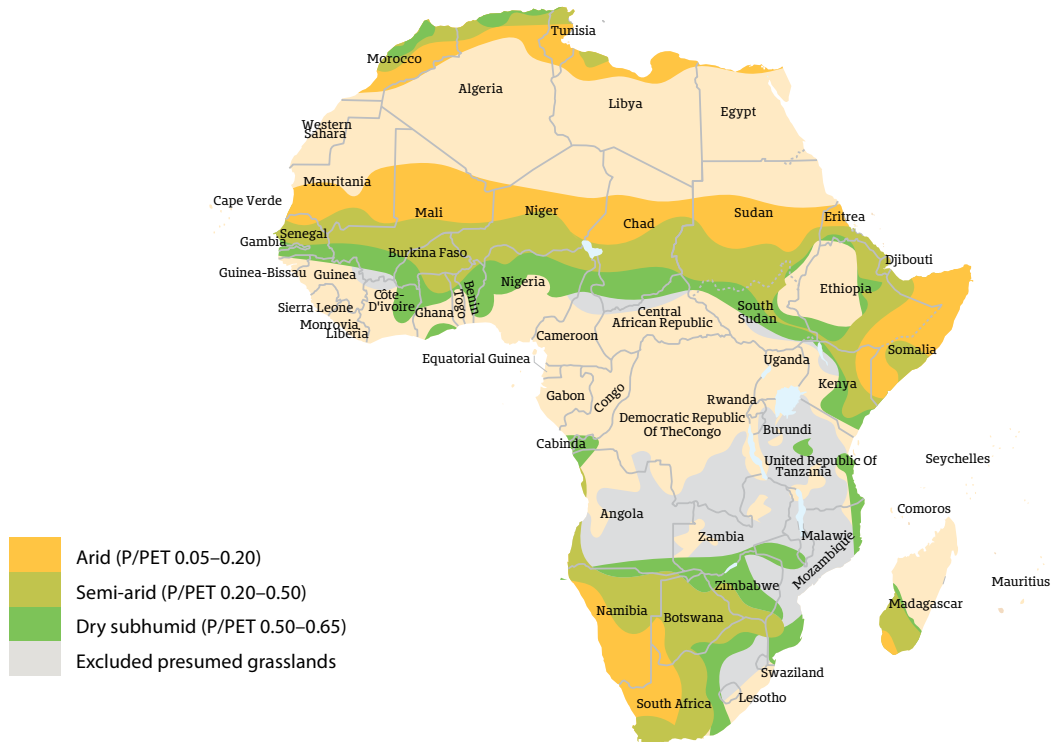 Tunisia
Morocco
Algeria
Libya
Egypt
Western
Sahara
Mauritania
Cape Verde
Mali
Niger
Chad
Sudan
Eritrea
Senegal
Gambia
Burkina Faso
Djibouti
Guinea-Bissau
Guinea
Nigeria
Benin
Togo
Ethiopia
Côte-
D'ivoire
Ghana
Sierra Leone
Monrovia
Liberia
Central
African Republic
South
Sudan
Cameroon
Equatorial Guinea
Uganda
Somalia
Kenya
Gabon
Congo
Rwanda
Democratic Republic
Of TheCongo
Burundi
Cabinda
United Republic Of
Tanzania
Seychelles
Angola
Comoros
Zambia
Malawie
Mozambique
Arid (P/PET 0.05–0.20)
Semi-arid (P/PET 0.20–0.50)
Dry subhumid (P/PET 0.50–0.65)
Excluded presumed grasslands
Zimbabwe
Mauritius
Namibia
Botswana
Madagascar
Swaziland
Lesotho
South Africa